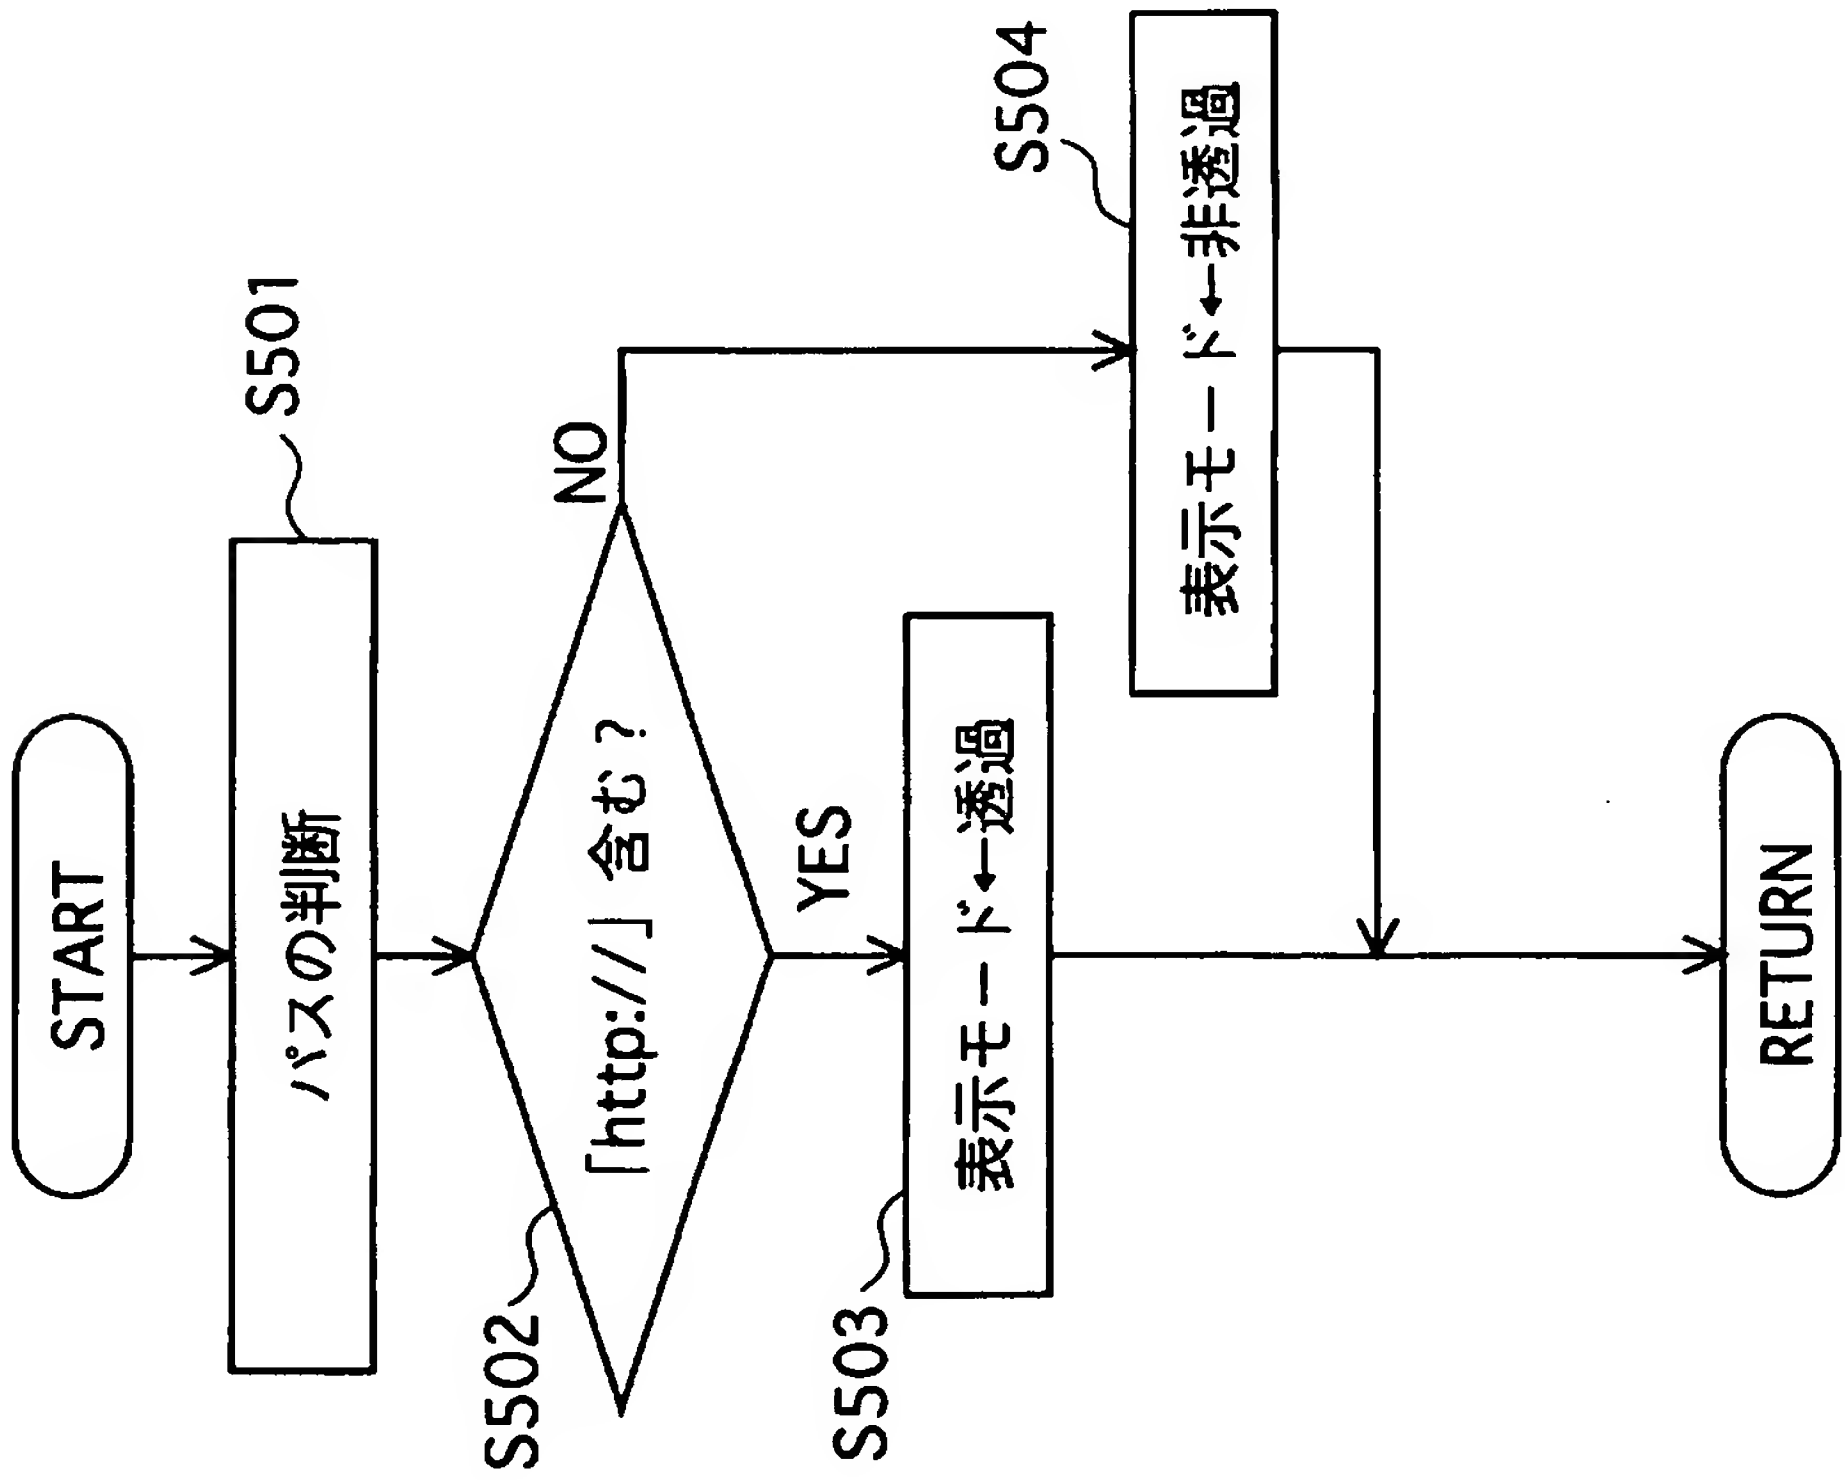 START
S501
パスの判断
S502
「http://」含む？
NO
YES
S503
表示モード←透過
S504
表示モード←非透過
RETURN